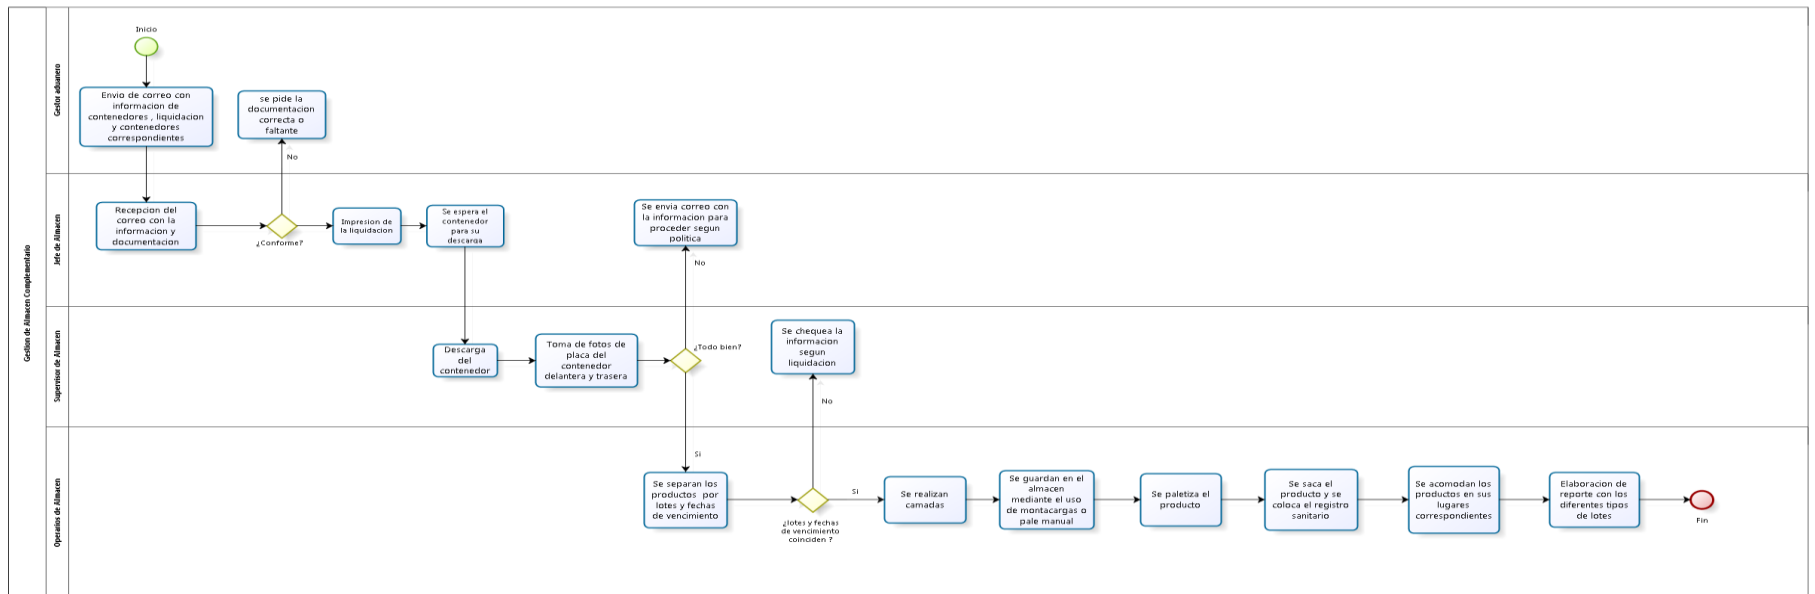 Gestion de Almacen Complementario
Gestor aduanero
Inicio
Envio de correo con
informacion de
contenedores , liquidacion
y contenedores
correspondientes
se pide la
documentacion
correcta o
faltante
No
Jefe de Almacen
Recepcion del
correo con la
informacion y
documentacion
¿Conforme?
Impresion de
la liquidacion
Se espera el
contenedor
para su
descarga
Se envia correo con
la informacion para
proceder segun
politica
No
Supervisor de Almacen
Descarga
del
contenedor
Toma de fotos de
placa del
contenedor
delantera y trasera
¿Todo bien?
Se chequea la
informacion
segun
liquidacion
No
Si
Operarios de Almacen
Se separan los
productos por
lotes y fechas
de vencimiento
¿lotes y fechas
de vencimiento
coinciden ?
Si
Se realizan
camadas
Se guardan en el
almacen
mediante el uso
de montacargas o
pale manual
Se paletiza el
producto
Se saca el
producto y se
coloca el registro
sanitario
Se acomodan los
productos en sus
lugares
correspondientes
Elaboracion de
reporte con los
diferentes tipos
de lotes
Fin